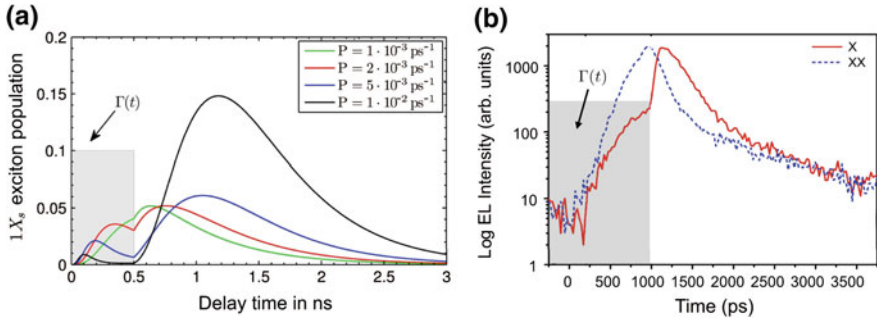 (a)
1Xₛ exciton population
0.2
0.15
0.1
0.05
0
Γ(t)
P = 1 · 10⁻³ ps⁻¹
P = 2 · 10⁻³ ps⁻¹
P = 5 · 10⁻³ ps⁻¹
P = 1 · 10⁻² ps⁻¹
0 0.5 1 1.5 2 2.5 3
Delay time in ns
(b)
Log EL Intensity (arb. units)
1000
100
10
1
Γ(t)
X
XX
0 500 1000 1500 2000 2500 3000 3500
Time (ps)